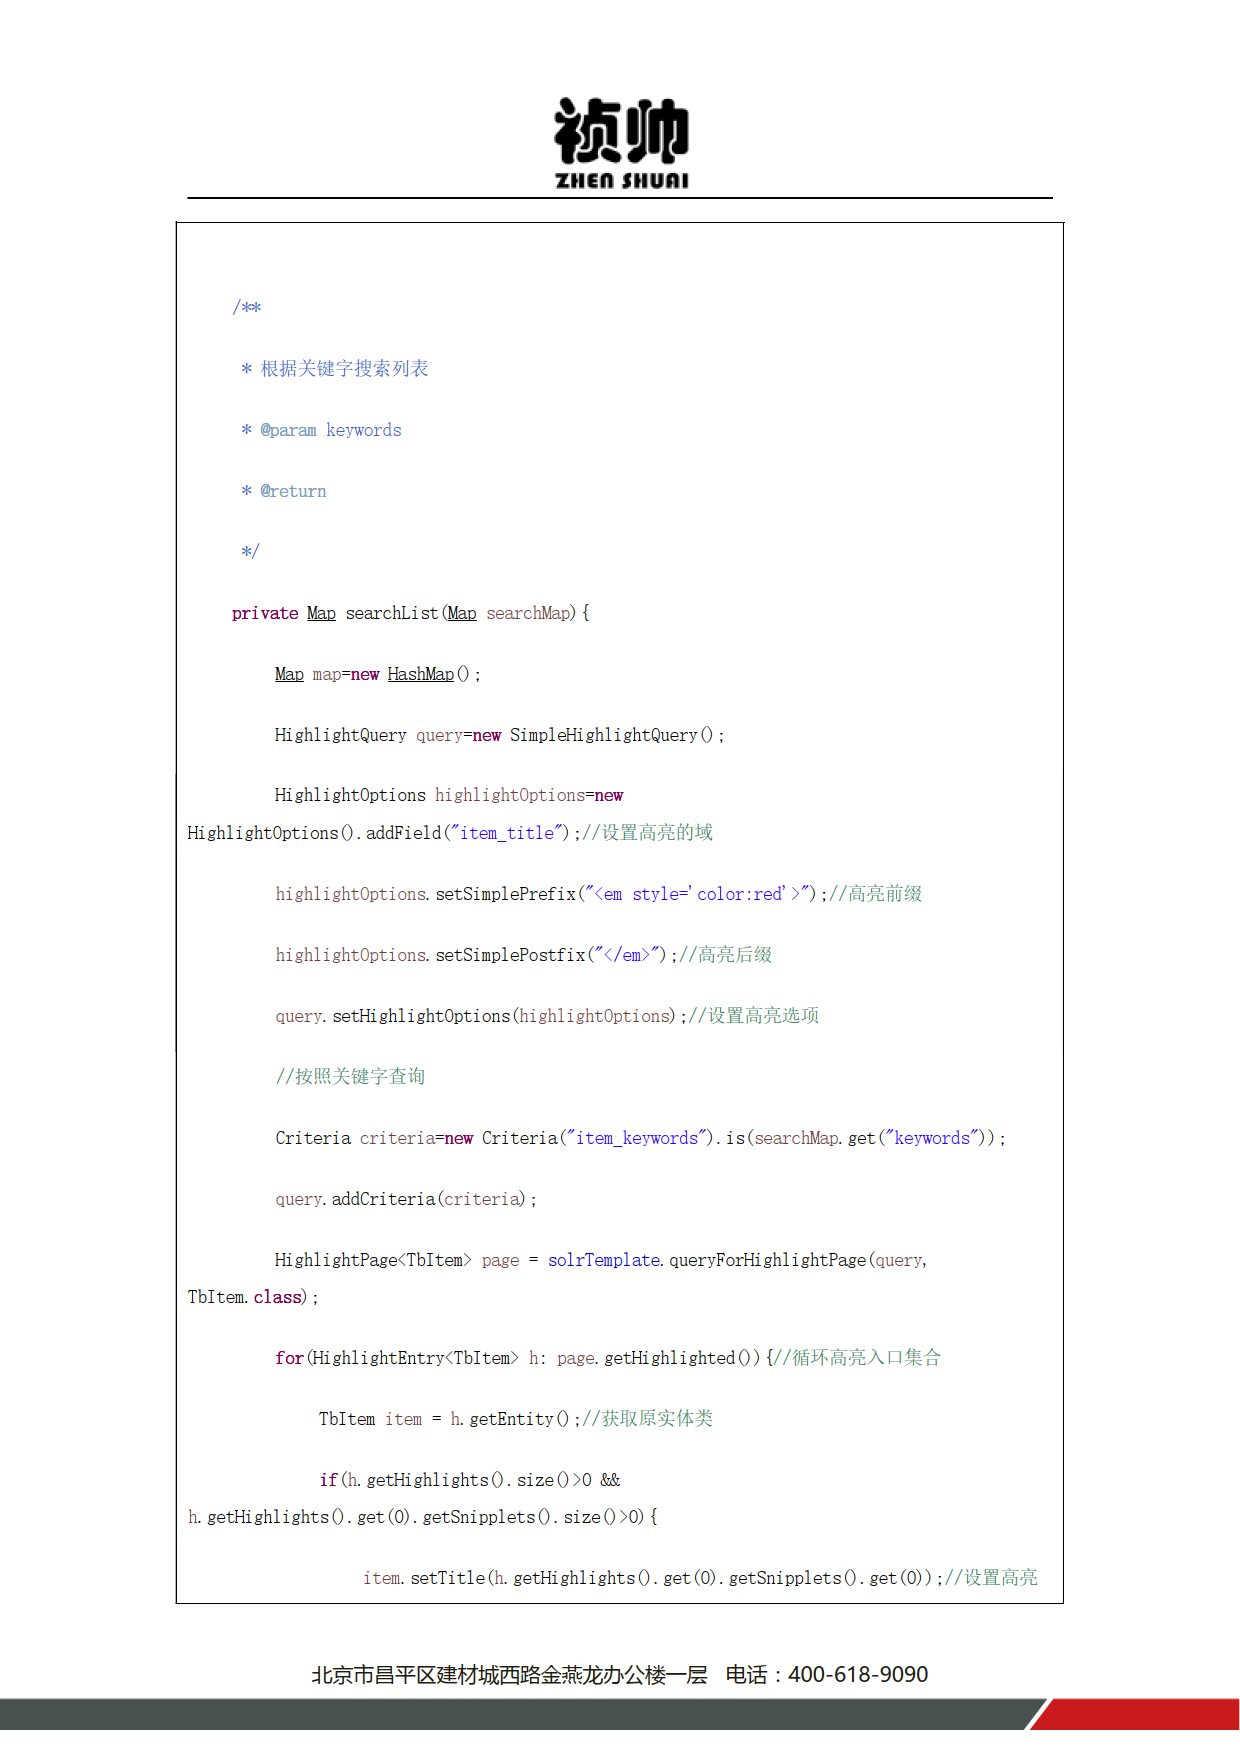 祯帅
ZHEN SHUAI
/**
* 根据关键字搜索列表
* @param keywords
* @return
*/
private Map searchList(Map searchMap){
Map map=new HashMap();
HighlightQuery query=new SimpleHighlightQuery();
HighlightOptions highlightOptions=new
HighlightOptions().addField("item_title");//设置高亮的域
highlightOptions.setSimplePrefix("<em style='color:red'>");//高亮前缀
highlightOptions.setSimplePostfix("</em>");//高亮后缀
query.setHighlightOptions(highlightOptions);//设置高亮选项
//按照关键字查询
Criteria criteria=new Criteria("item_keywords").is(searchMap.get("keywords"));
query.addCriteria(criteria);
HighlightPage<TbItem> page = solrTemplate.queryForHighlightPage(query,
TbItem.class);
for(HighlightEntry<TbItem> h: page.getHighlighted()){//循环高亮入口集合
TbItem item = h.getEntity();//获取原实体类
if(h.getHighlights().size()>0 &&
h.getHighlights().get(0).getSnipplets().size()>0){
item.setTitle(h.getHighlights().get(0).getSnipplets().get(0));//设置高亮
北京市昌平区建材城西路金燕龙办公楼一层 电话：400-618-9090